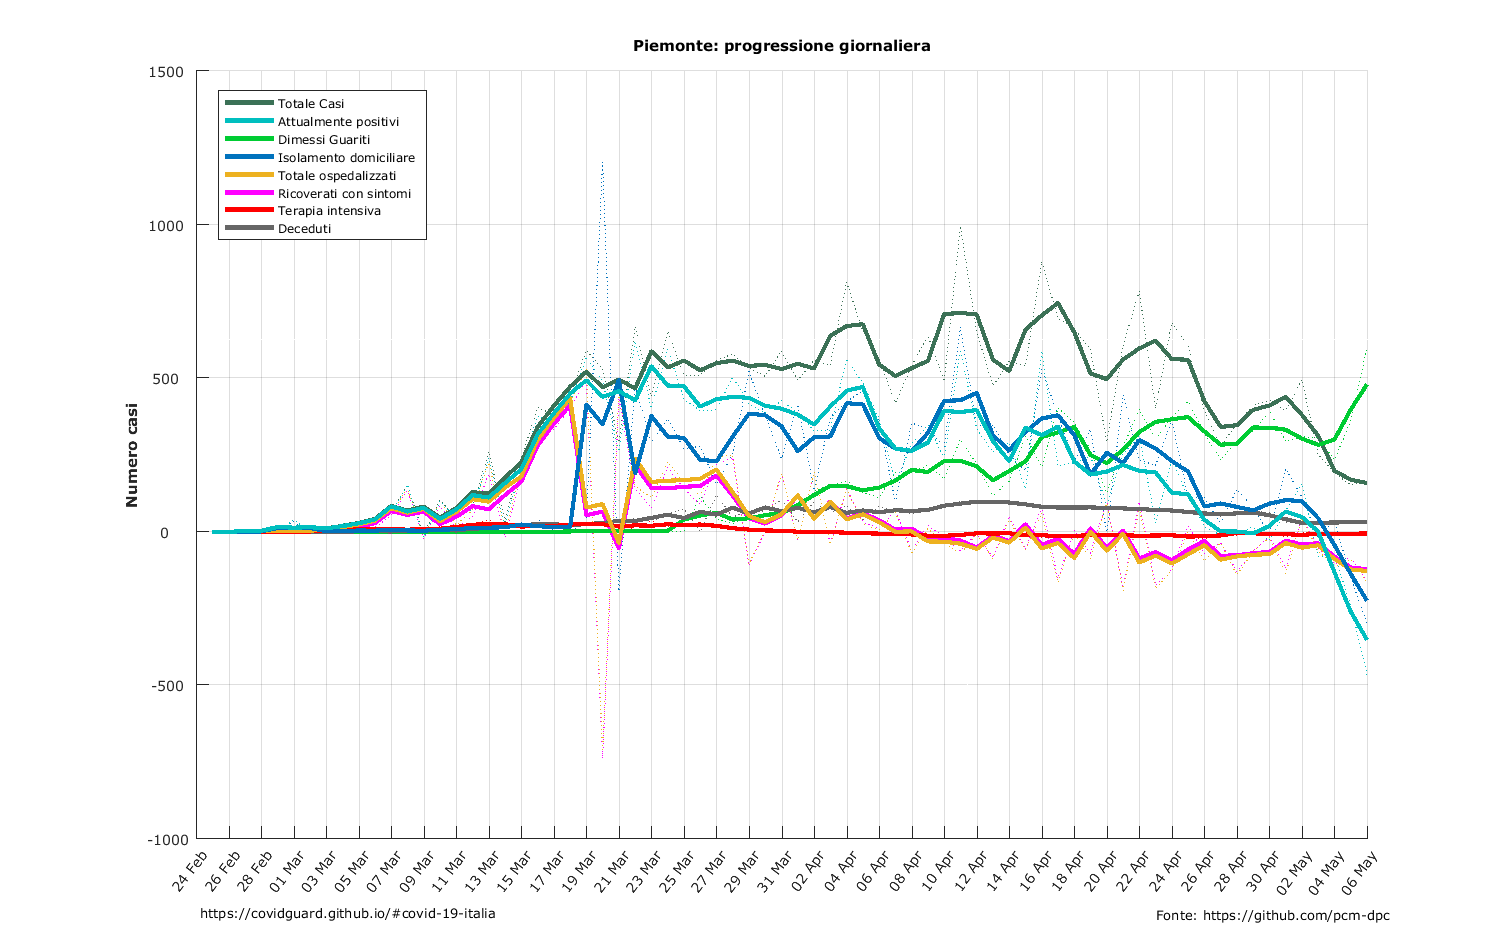 Piemonte: progressione giornaliera
1500
1000
500
0
-500
-1000
Numero casi
Totale Casi
Attualmente positivi
Dimessi Guariti
Isolamento domiciliare
Totale ospedalizzati
Ricoverati con sintomi
Terapia intensiva
Deceduti
24 Feb
26 Feb
28 Feb
01 Mar
03 Mar
05 Mar
07 Mar
09 Mar
11 Mar
13 Mar
15 Mar
17 Mar
19 Mar
21 Mar
23 Mar
25 Mar
27 Mar
29 Mar
31 Mar
02 Apr
04 Apr
06 Apr
08 Apr
10 Apr
12 Apr
14 Apr
16 Apr
18 Apr
20 Apr
22 Apr
24 Apr
26 Apr
28 Apr
30 Apr
02 May
04 May
06 May
https://covidguard.github.io/#covid-19-italia
Fonte: https://github.com/pcm-dpc